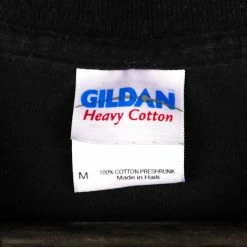 GILDAN
Heavy Cotton
M 100% COTTON PRESHRUNK
Made in Haiti